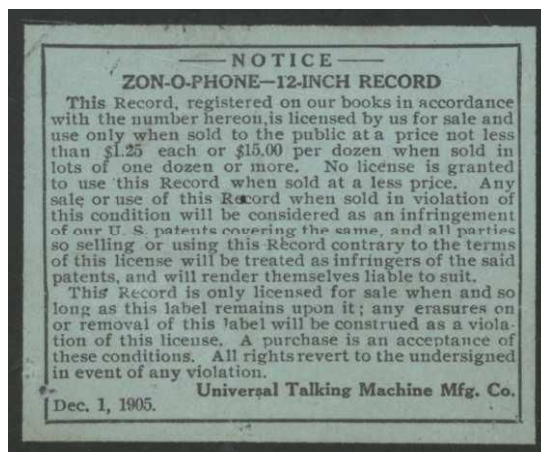 NOTICE
ZON-O-PHONE—12-INCH RECORD
This Record, registered on our books in accordance
with the number hereon, is licensed by us for sale and
use only when sold to the public at a price not less
than $1.25 each or $15.00 per dozen when sold in
lots of one dozen or more. No license is granted
to use this Record when sold at a less price. Any
sale or use of this Record when sold in violation of
this condition will be considered as an infringement
of our U. S. patents covering the same, and all parties
so selling or using this Record contrary to the terms
of this license will be treated as infringers of the said
patents, and will render themselves liable to suit.
This Record is only licensed for sale when and so
long as this label remains upon it; any erasures on
or removal of this label will be construed as a viola-
tion of this license. A purchase is an acceptance of
these conditions. All rights revert to the undersigned
in event of any violation.
Universal Talking Machine Mfg. Co.
Dec. 1, 1905.